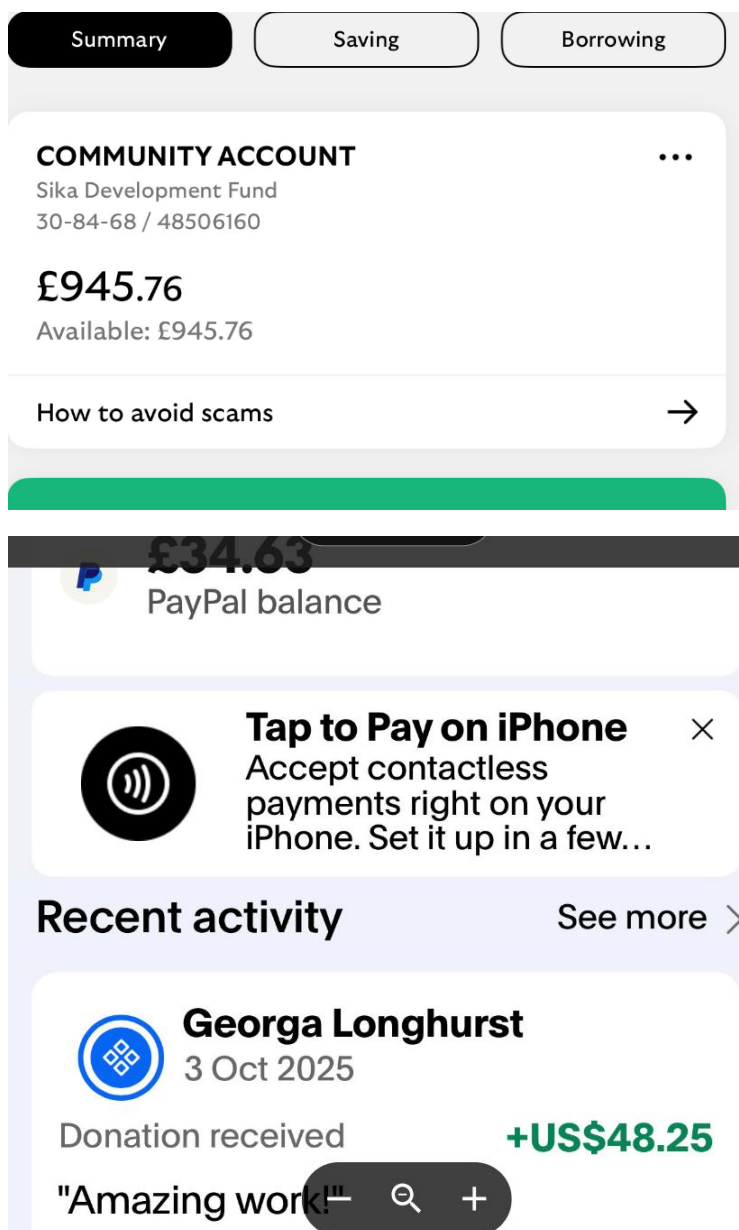 Summary
Saving
Borrowing
COMMUNITY ACCOUNT
Sika Development Fund
30-84-68 / 48506160
£945.76
Available: £945.76
How to avoid scams
£34.63
PayPal balance
Tap to Pay on iPhone
Accept contactless
payments right on your
iPhone. Set it up in a few…
Recent activity
See more
Georga Longhurst
3 Oct 2025
Donation received
+US$48.25
"Amazing work!"